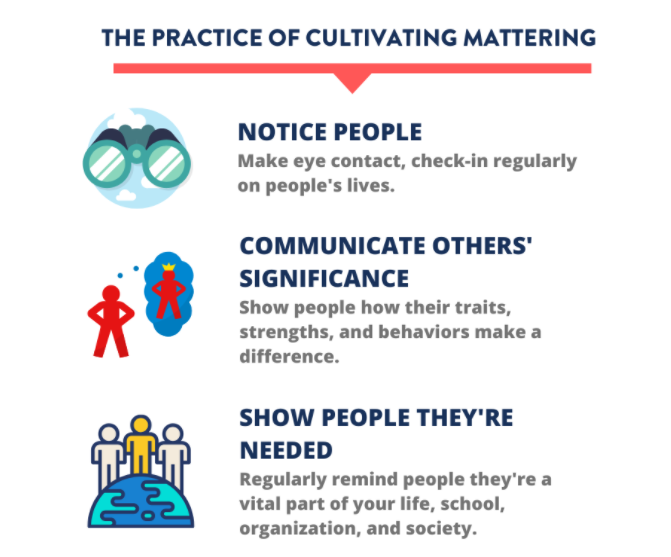 THE PRACTICE OF CULTIVATING MATTERING
NOTICE PEOPLE
Make eye contact, check-in regularly
on people's lives.
COMMUNICATE OTHERS'
SIGNIFICANCE
Show people how their traits,
strengths, and behaviors make a
difference.
SHOW PEOPLE THEY'RE
NEEDED
Regularly remind people they're a
vital part of your life, school,
organization, and society.